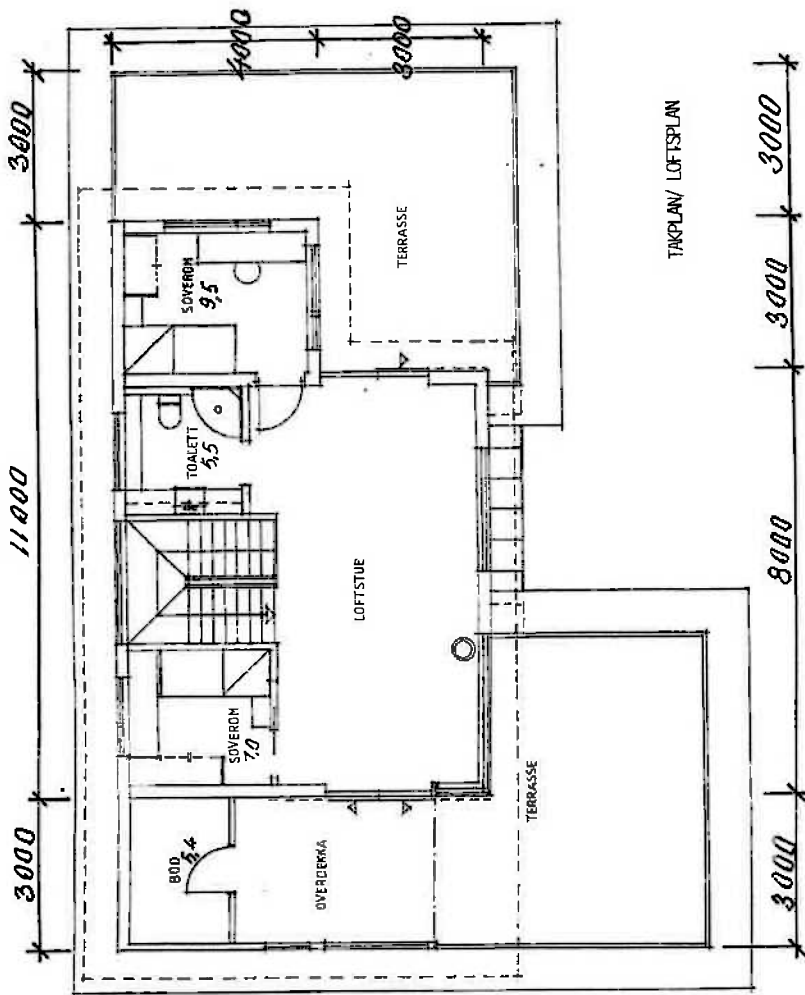 4000
3000
3000
11000
3000
SOVEROM
9,5
TERRASSE
TOALETT
5,5
LOFTSTUE
SOVEROM
7,0
BOD
5,4
OVERDEKKA
TERRASSE
TAKPLAN/ LOFTSPLAN
3000
3000
8000
3000